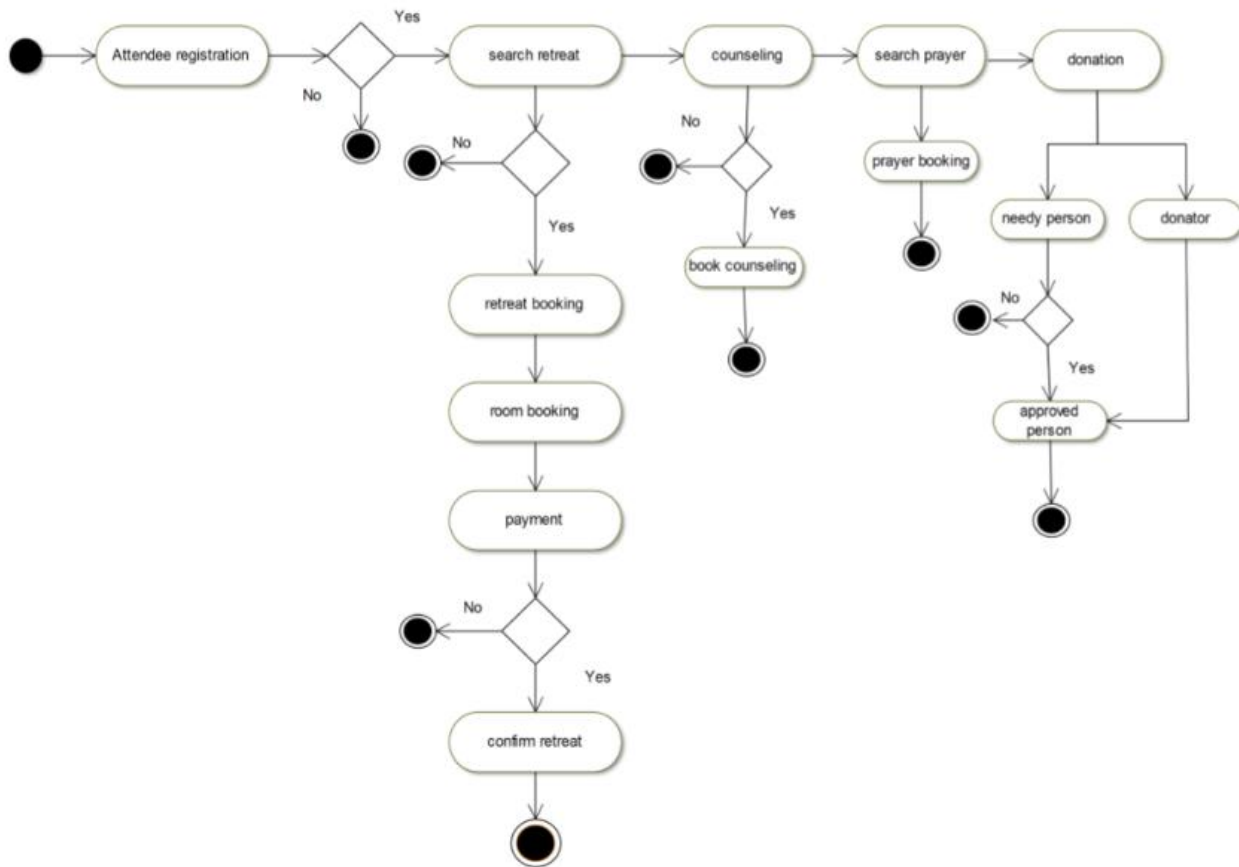 Yes
Attendee registration
search retreat
counseling
search prayer
donation
No
No
No
prayer booking
Yes
Yes
needy person
donator
book counseling
retreat booking
No
Yes
room booking
approved
person
payment
No
Yes
confirm retreat